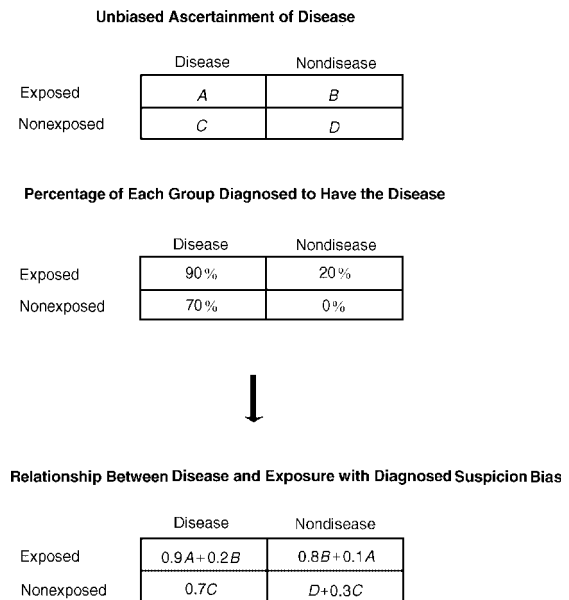 Unbiased Ascertainment of Disease
Disease Nondisease
Exposed A B
Nonexposed C D
Percentage of Each Group Diagnosed to Have the Disease
Disease Nondisease
Exposed 90% 20%
Nonexposed 70% 0%
Relationship Between Disease and Exposure with Diagnosed Suspicion Bias
Disease Nondisease
Exposed 0.9A+0.2B 0.8B+0.1A
Nonexposed 0.7C D+0.3C